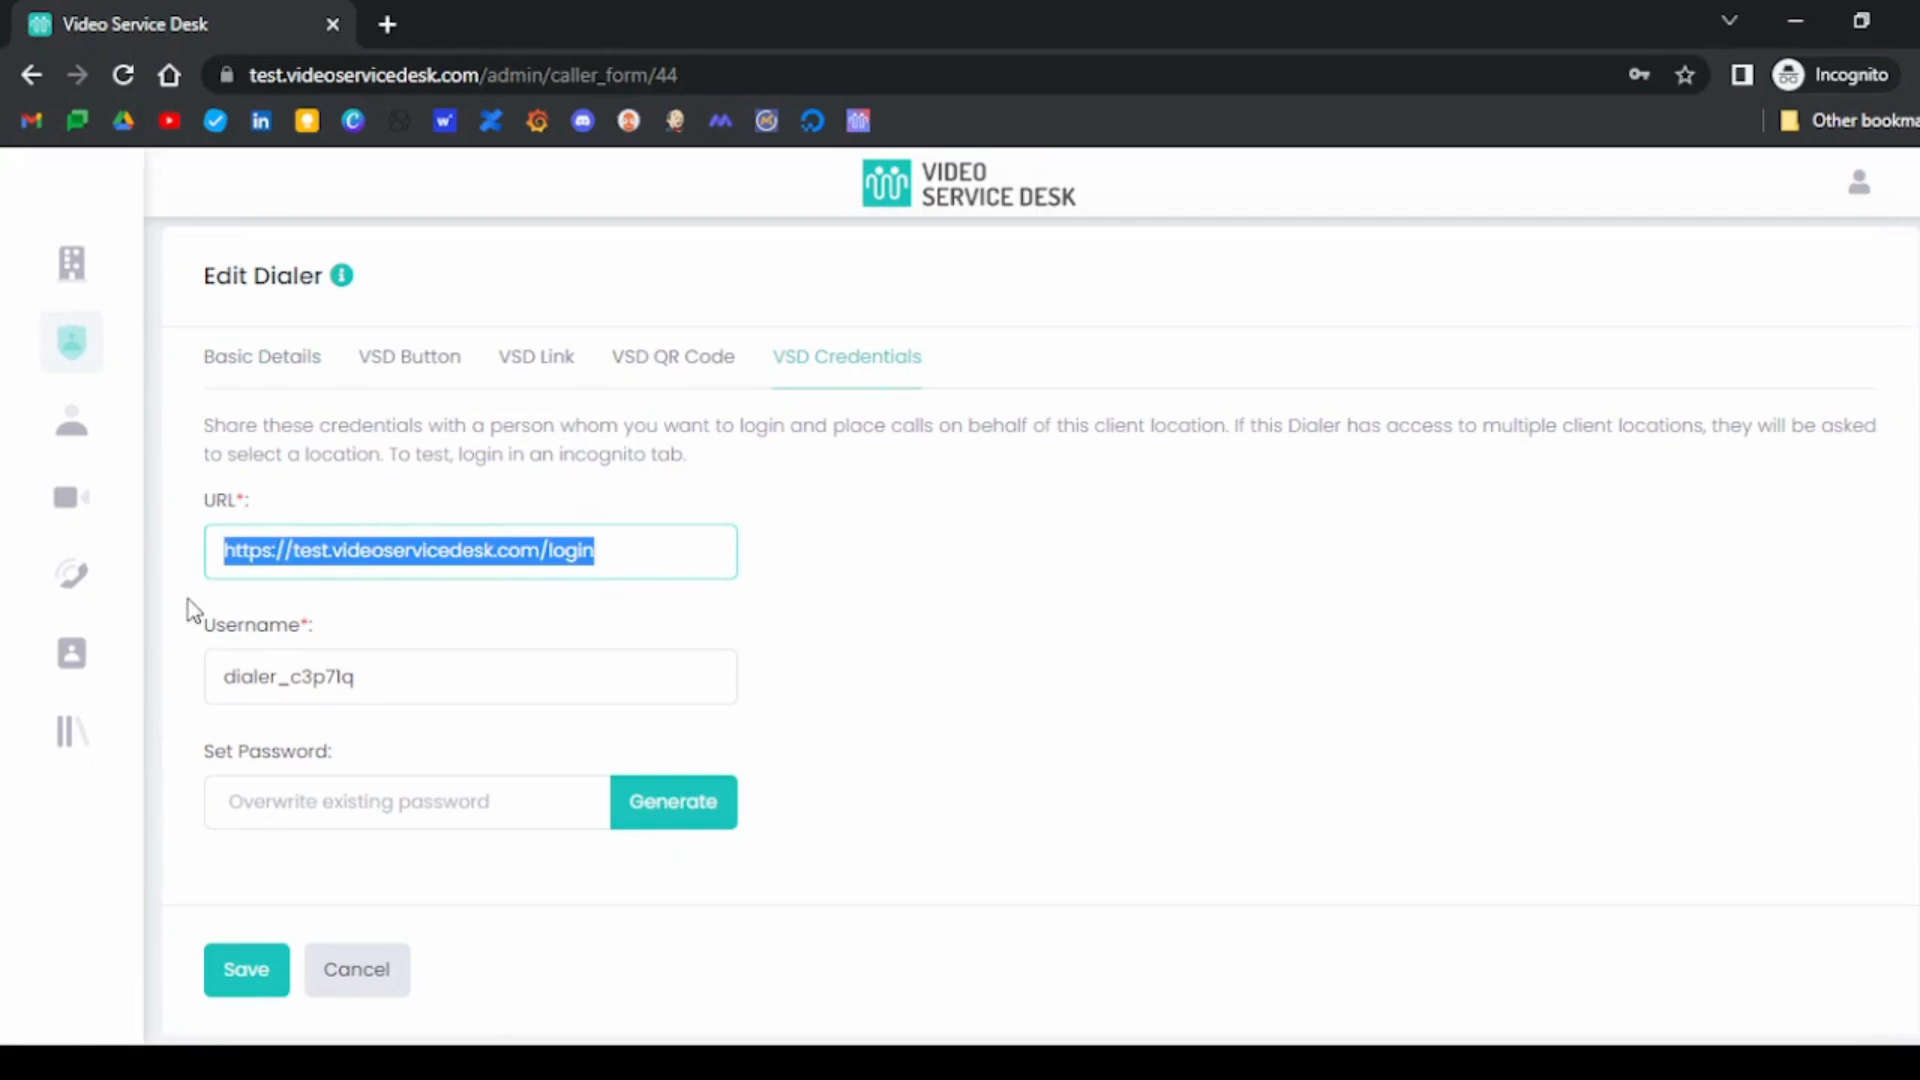 Video Service Desk
test.videoservicedesk.com/admin/caller_form/44
Incognito
Other bookma
VIDEO
SERVICE DESK
Edit Dialer
Basic Details VSD Button VSD Link VSD QR Code VSD Credentials
Share these credentials with a person whom you want to login and place calls on behalf of this client location. If this Dialer has access to multiple client locations, they will be asked
to select a location. To test, login in an incognito tab.
URL*:
https://test.videoservicedesk.com/login
Username*:
dialer_c3p71q
Set Password:
Overwrite existing password Generate
Save Cancel